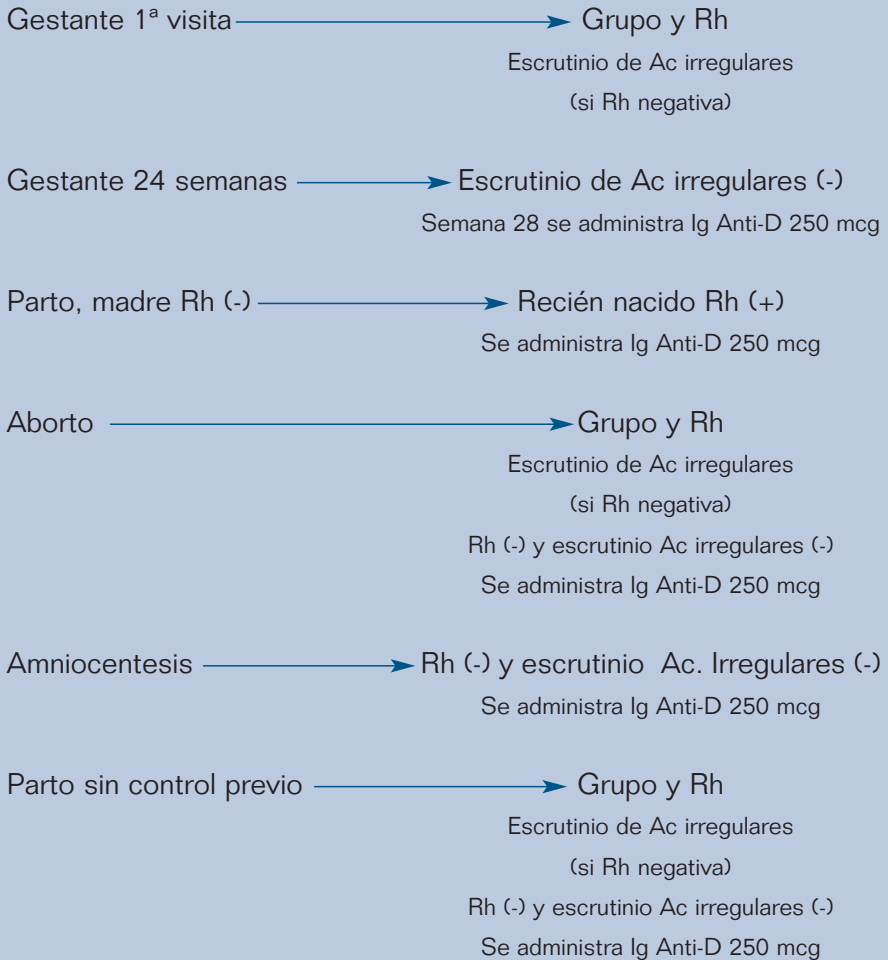 Gestante 1ª visita Grupo y Rh
Escrutinio de Ac irregulares
(si Rh negativa)
Gestante 24 semanas Escrutinio de Ac irregulares (-)
Semana 28 se administra Ig Anti-D 250 mcg
Parto, madre Rh (-) Recién nacido Rh (+)
Se administra Ig Anti-D 250 mcg
Aborto Grupo y Rh
Escrutinio de Ac irregulares
(si Rh negativa)
Rh (-) y escrutinio Ac irregulares (-)
Se administra Ig Anti-D 250 mcg
Amniocentesis Rh (-) y escrutinio Ac. Irregulares (-)
Se administra Ig Anti-D 250 mcg
Parto sin control previo Grupo y Rh
Escrutinio de Ac irregulares
(si Rh negativa)
Rh (-) y escrutinio Ac irregulares (-)
Se administra Ig Anti-D 250 mcg